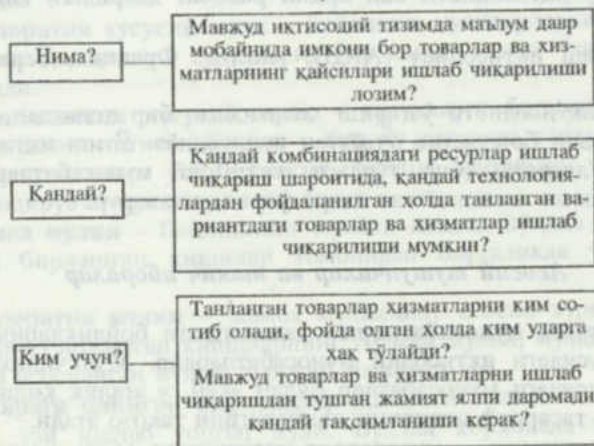 Нима?
Мавжуд иқтисодий тизимда маълум давр
мобайнида имкони бор товарлар ва хиз-
матларнинг қайсилари ишлаб чиқарилиши
лозим?
Қандай?
Қандай комбинациядаги ресурлар ишлаб
чиқариш шароитида, қандай технология-
лардан фойдаланилган ҳолда танланган ва-
риантдаги товарлар ва хизматлар ишлаб
чиқарилиши мумкин?
Ким учун?
Танланган товарлар хизматларни ким со-
тиб олади, фойда олган ҳолда ким уларга
ҳақ тўлайди?
Мавжуд товарлар ва хизматларни ишлаб
чиқаришдан тушган жамият ялпи даромади
қандай тақсимланиши керак?